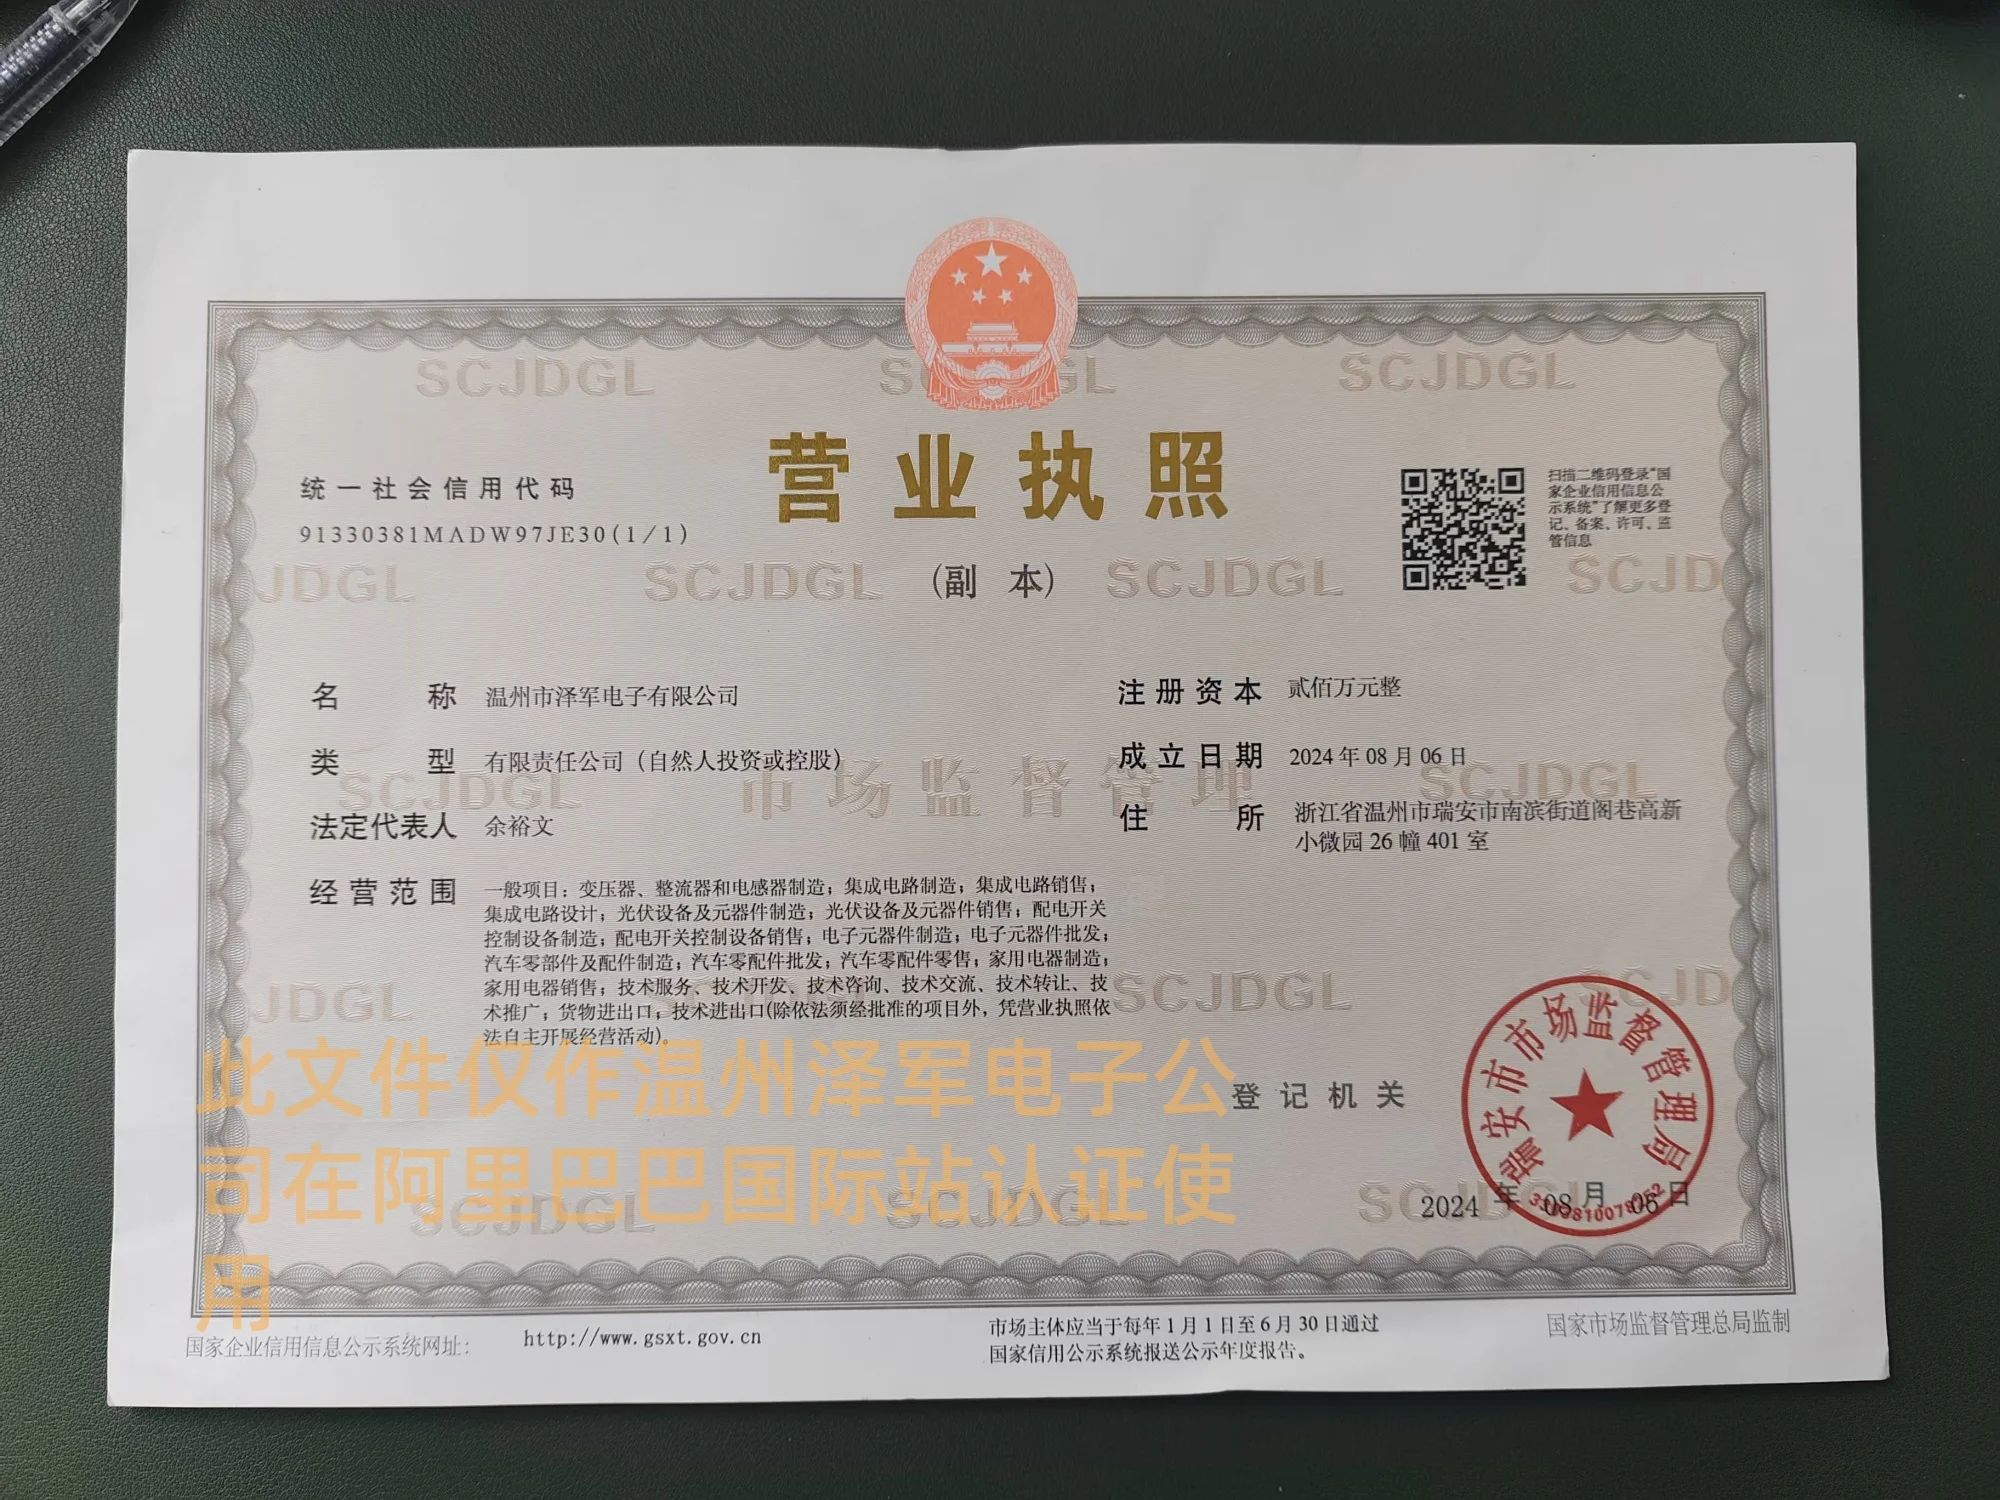 营业执照
(副 本)
统一社会信用代码
91330381MADW97JE30(1/1)
扫描二维码登录“国
家企业信用信息公
示系统”了解更多登
记、备案、许可、监
管信息
名 称 温州市泽军电子有限公司
类 型 有限责任公司（自然人投资或控股）
法定代表人 余裕文
经营范围 一般项目：变压器、整流器和电感器制造；集成电路制造；集成电路销售；
集成电路设计；光伏设备及元器件制造；光伏设备及元器件销售；配电开关
控制设备制造；配电开关控制设备销售；电子元器件制造；电子元器件批发；
汽车零部件及配件制造；汽车零配件批发；汽车零配件零售；家用电器制造；
家用电器销售；技术服务、技术开发、技术咨询、技术交流、技术转让、技
术推广；货物进出口；技术进出口(除依法须经批准的项目外，凭营业执照依
法自主开展经营活动)。
注册资本 贰佰万元整
成立日期 2024年08月06日
住 所 浙江省温州市瑞安市南滨街道阁巷高新
小微园26幢401室
此文件仅作温州泽军电子公
司在阿里巴巴国际站认证使
用
登记机关
瑞安市市场监督管理局
2024 年 08 月 06 日
国家企业信用信息公示系统网址：
http://www.gsxt.gov.cn
市场主体应当于每年1月1日至6月30日通过
国家信用公示系统报送公示年度报告。
国家市场监督管理总局监制
SCJDGL
SCJDGL
SCJDGL
SCJDGL
市场监督管理
SCJDGL
SCJDGL
SCJDGL
SCJDGL
SCJDGL